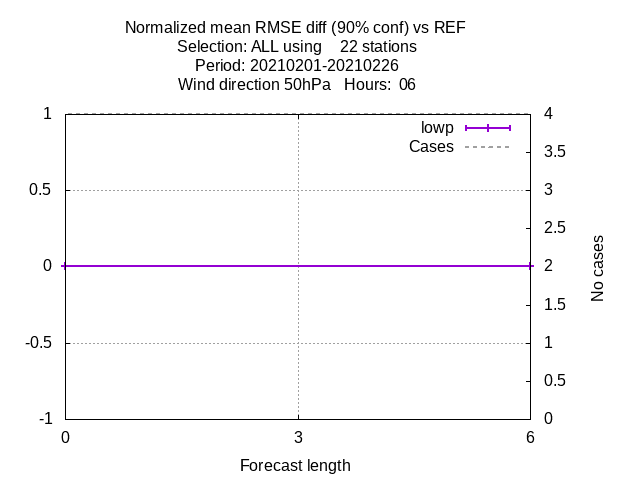 Normalized mean RMSE diff (90% conf) vs REF
Selection: ALL using    22 stations
Period: 20210201-20210226
Wind direction 50hPa   Hours:  06
lowp
Cases
1
0.5
0
-0.5
-1
4
3.5
3
2.5
2
1.5
1
0.5
0
No cases
0 3 6
Forecast length